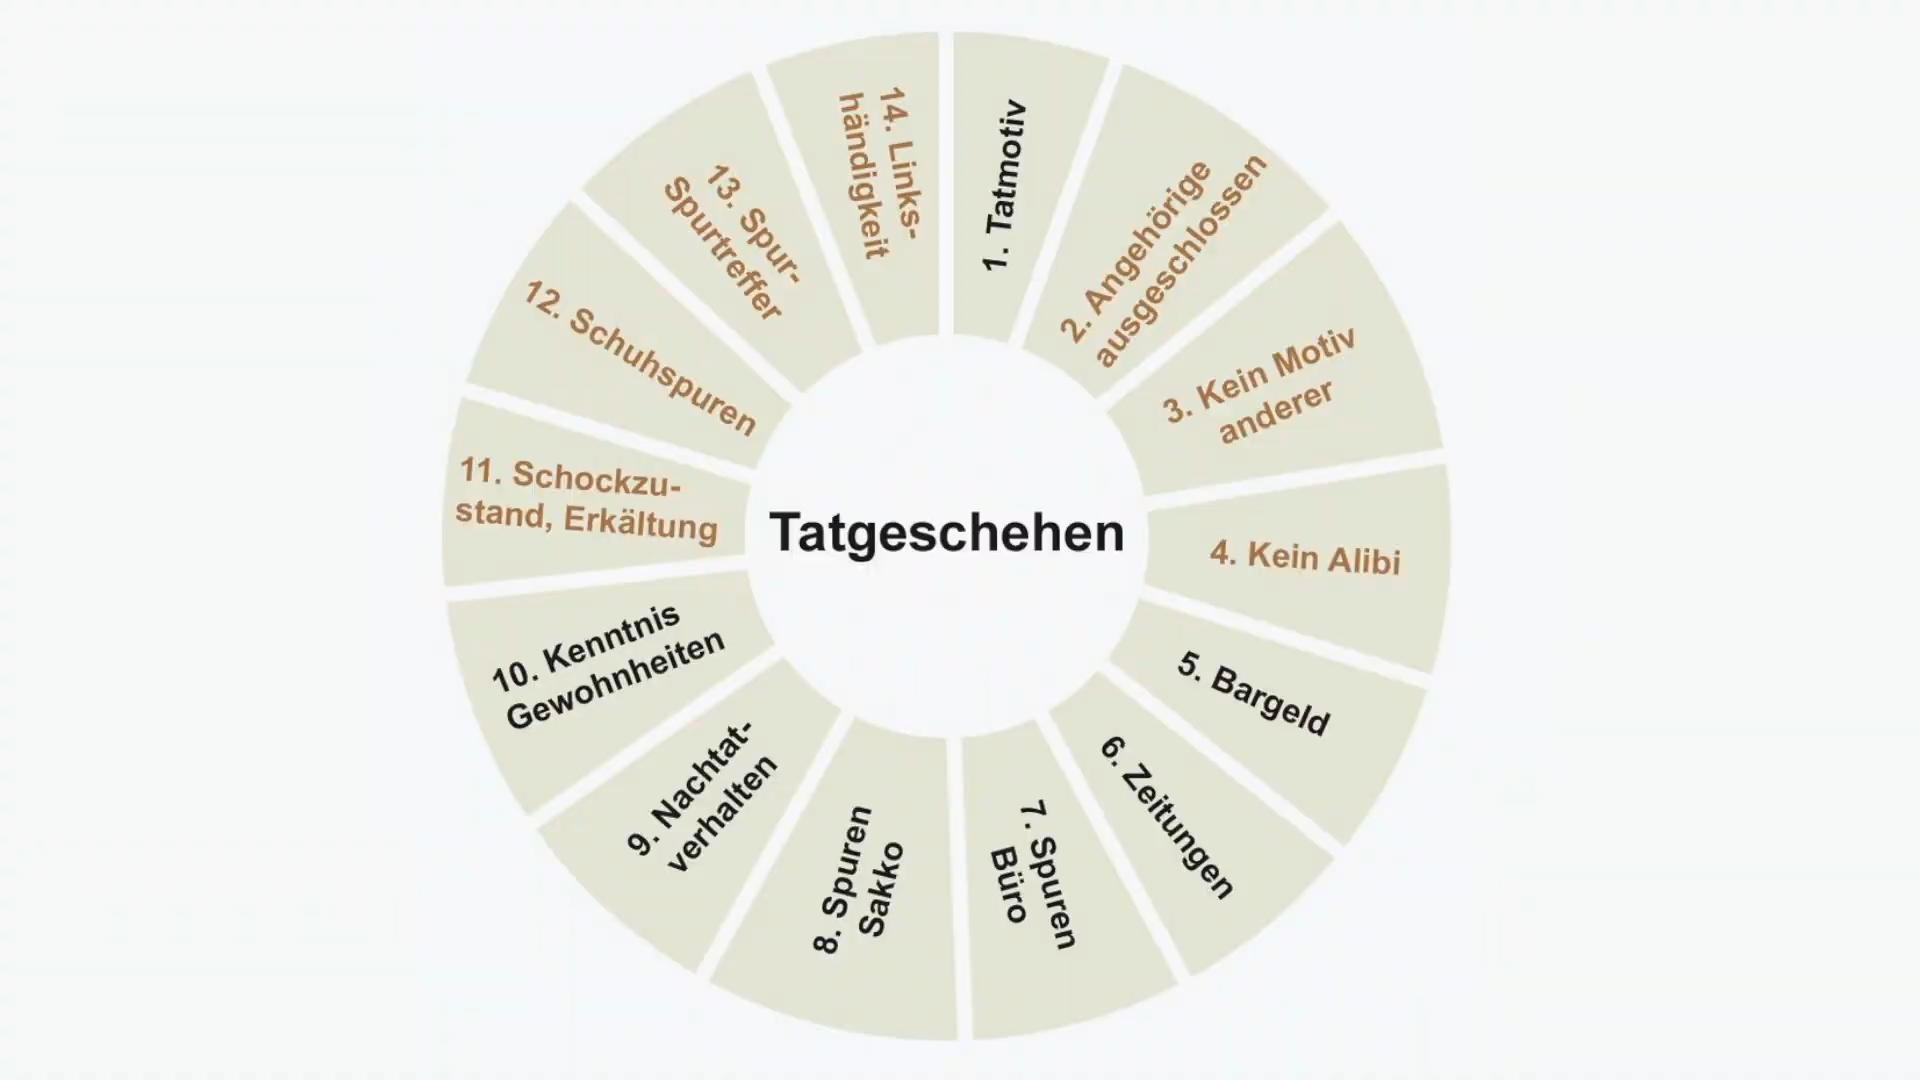 Tatgeschehen
1. Tatmotiv
2. Angehörige
ausgeschlossen
3. Kein Motiv
anderer
4. Kein Alibi
5. Bargeld
6. Zeitungen
7. Spuren
Büro
8. Spuren
Sakko
9. Nachtat-
verhalten
10. Kenntnis
Gewohnheiten
11. Schockzu-
stand, Erkältung
12. Schuhspuren
13. Spur-
Spurtreffer
14. Links-
händigkeit